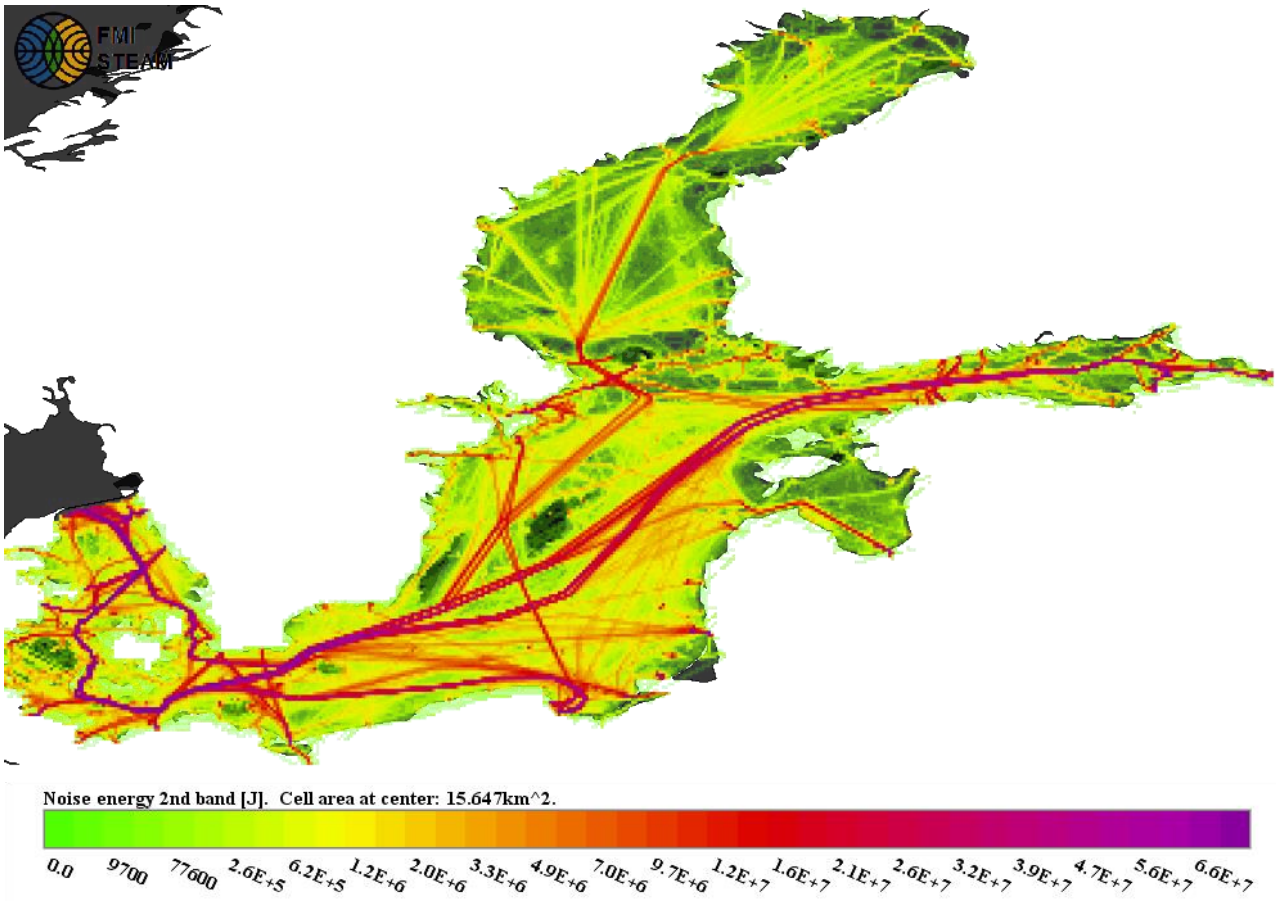 FMI
STEAM
Noise energy 2nd band [J]. Cell area at center: 15.647km^2.
0.0 9700 77600 2.6E+5 6.2E+5 1.2E+6 2.0E+6 3.3E+6 4.9E+6 7.0E+6 9.7E+6 1.2E+7 1.6E+7 2.1E+7 2.6E+7 3.2E+7 3.9E+7 4.7E+7 5.6E+7 6.6E+7